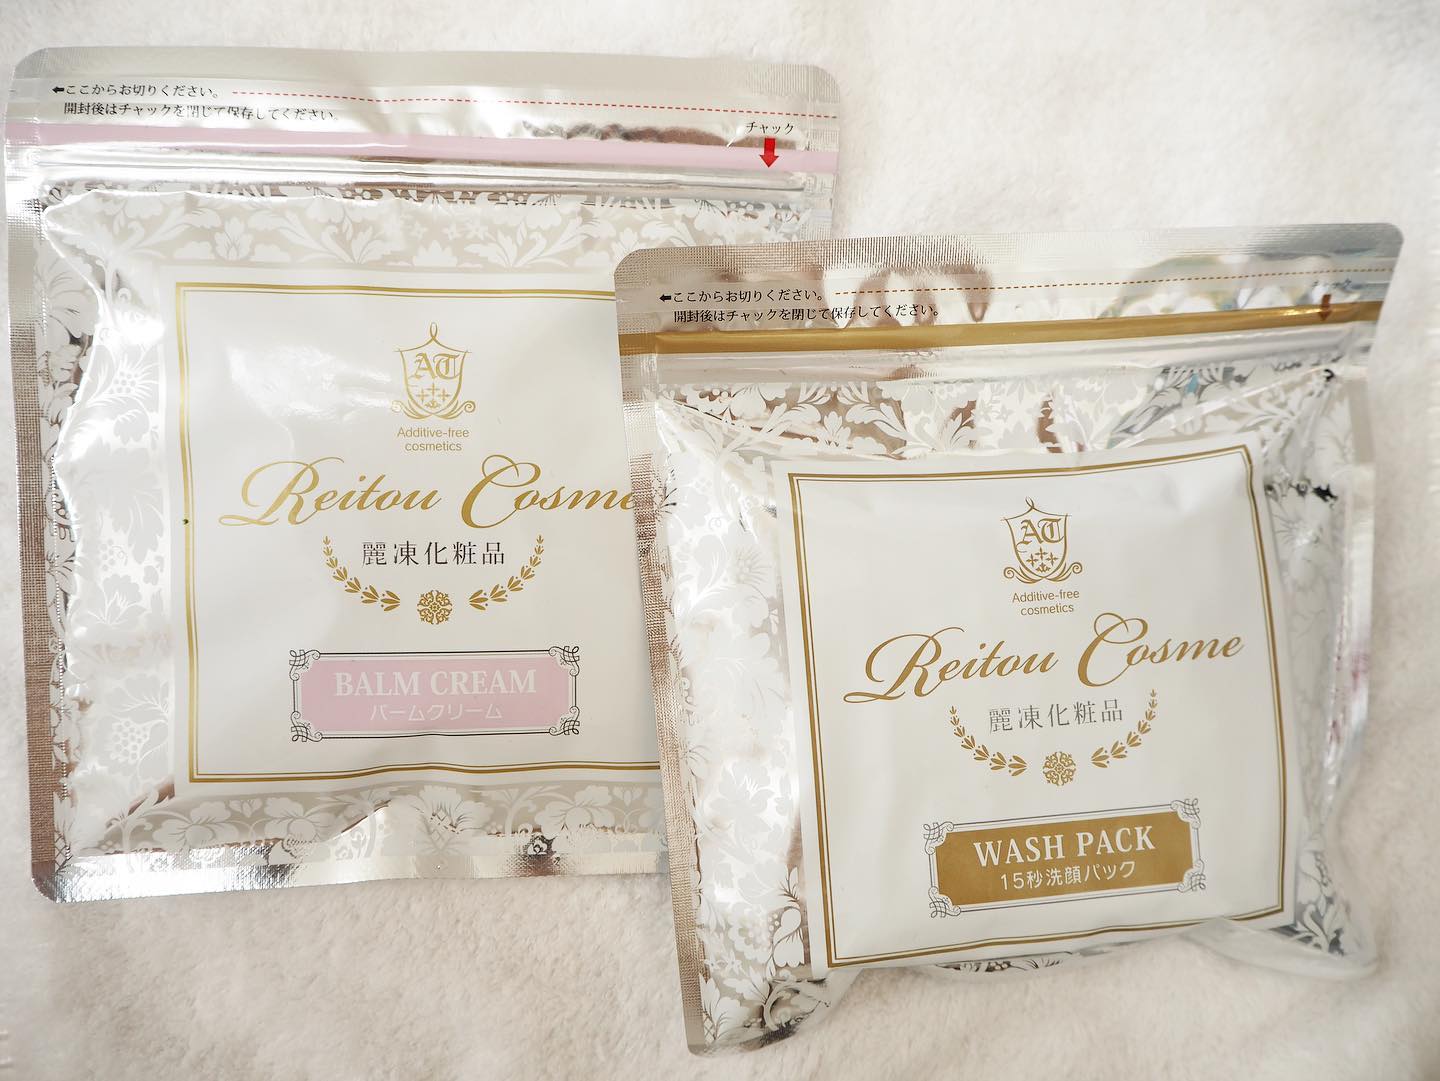 ⬅ここからお切りください。
開封後はチャックを閉じて保存してください。
チャック
AT
Additive-free
cosmetics
Reitou Cosme
麗凍化粧品
BALM CREAM
バームクリーム
⬅ここからお切りください。
開封後はチャックを閉じて保存してください。
チャック
AT
Additive-free
cosmetics
Reitou Cosme
麗凍化粧品
WASH PACK
15秒洗顔パック